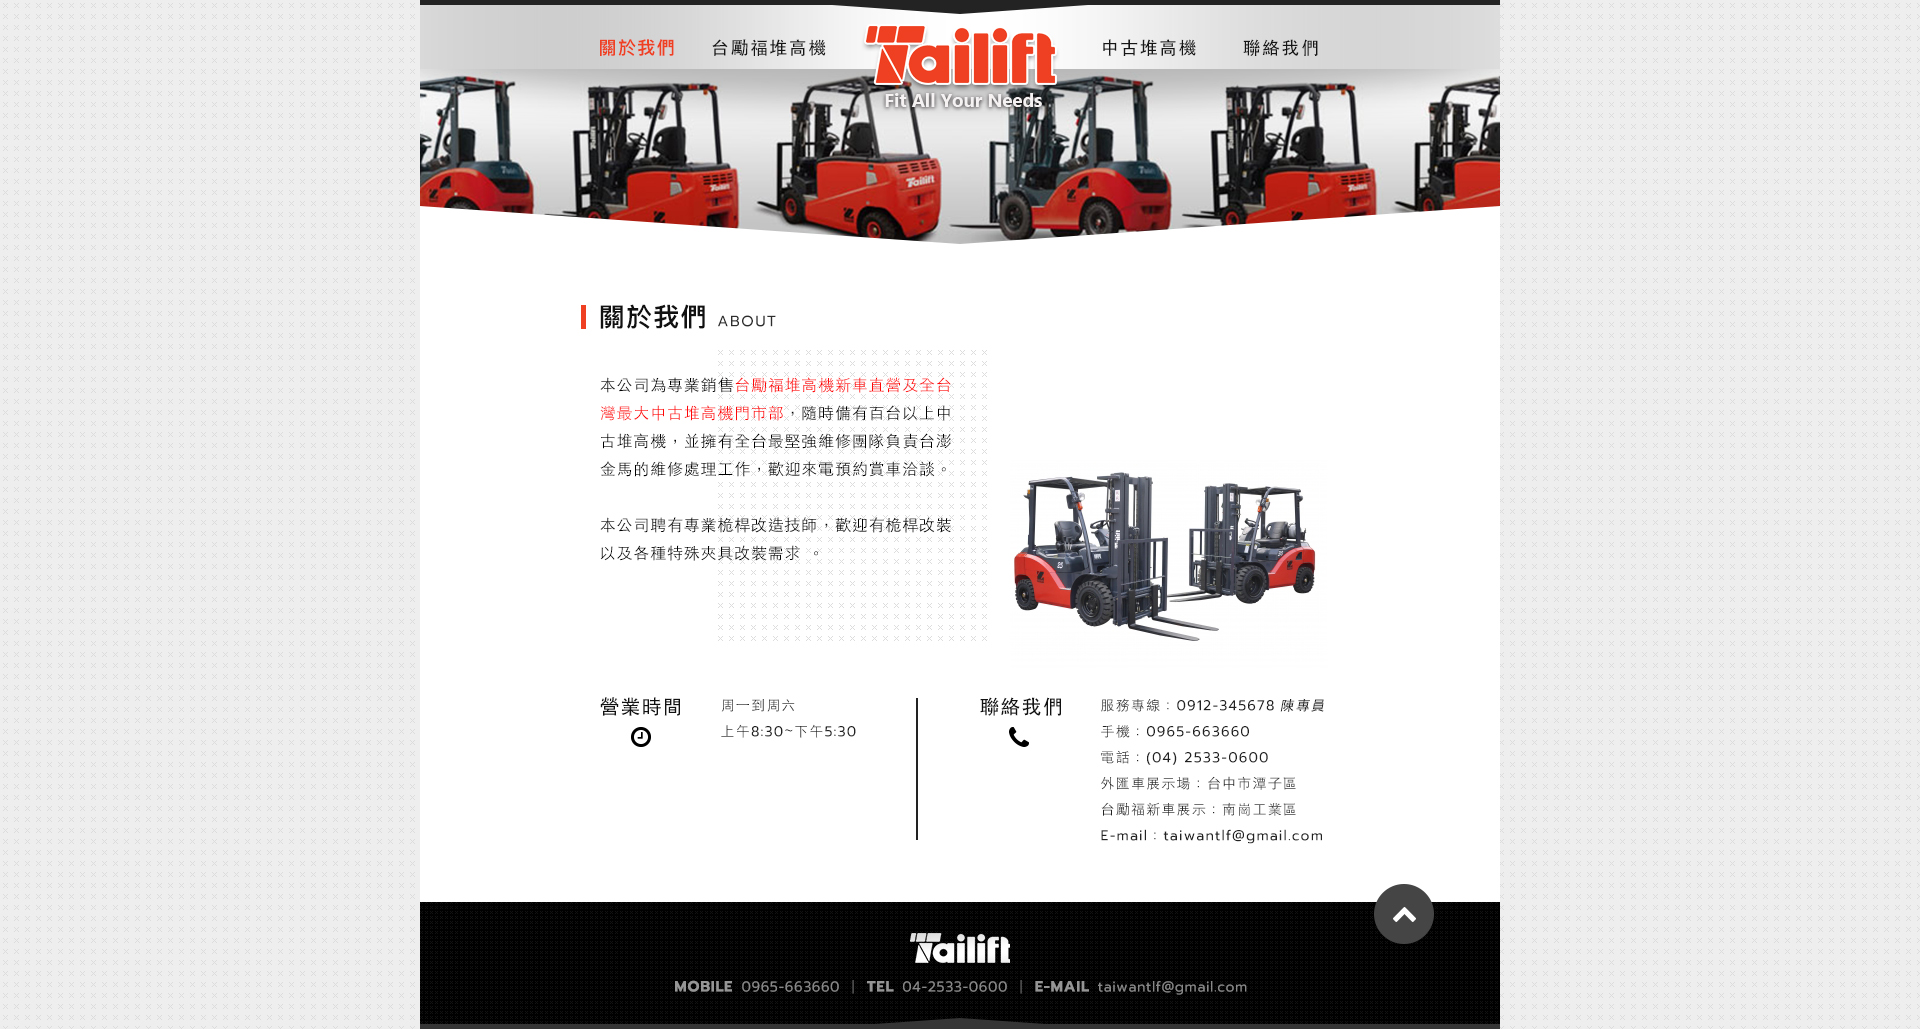 關於我們
台勵福堆高機
Tailift
Fit All Your Needs
中古堆高機
聯絡我們
Tailift
Tailift
Tailift
關於我們 ABOUT
本公司為專業銷售台勵福堆高機新車直營及全台
灣最大中古堆高機門市部，隨時備有百台以上中
古堆高機，並擁有全台最堅強維修團隊負責台澎
金馬的維修處理工作，歡迎來電預約賞車洽談。
本公司聘有專業桅桿改造技師，歡迎有桅桿改裝
以及各種特殊夾具改裝需求 。
營業時間
周一到周六
上午8:30~下午5:30
聯絡我們
服務專線：0912-345678 陳專員
手機：0965-663660
電話：(04) 2533-0600
外匯車展示場：台中市潭子區
台勵福新車展示：南崗工業區
E-mail：taiwantlf@gmail.com
Tailift
MOBILE 0965-663660 | TEL 04-2533-0600 | E-MAIL taiwantlf@gmail.com